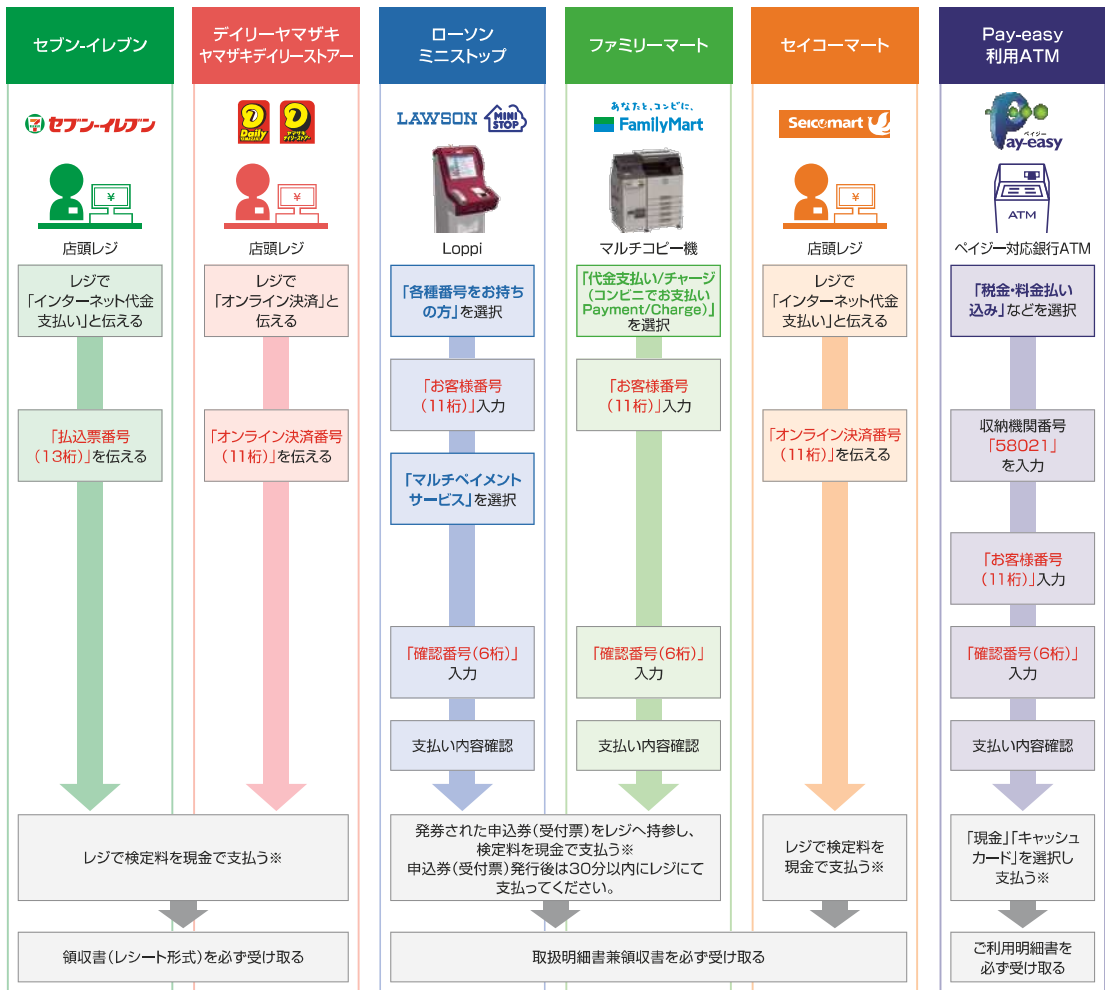 セブン-イレブン
デイリーヤマザキ
ヤマザキデイリーストアー
ローソン
ミニストップ
ファミリーマート
セイコーマート
Pay-easy
利用ATM
セブン-イレブン
Daily
YAMAZAKI
ヤマザキ
デイリーストアー
LAWSON
MINI
STOP
あなたと、コンビに、
FamilyMart
Seicomart
ペイジー
Pay-easy
¥
¥
¥
ATM
店頭レジ
店頭レジ
Loppi
マルチコピー機
店頭レジ
ペイジー対応銀行ATM
レジで
「インターネット代金
支払い」と伝える
レジで
「オンライン決済」と
伝える
「各種番号をお持ち
の方」を選択
「代金支払い/チャージ
(コンビニでお支払い
Payment/Charge)」
を選択
レジで
「インターネット代金
支払い」と伝える
「税金・料金払い
込み」などを選択
「お客様番号
(11桁)」入力
「お客様番号
(11桁)」入力
「払込票番号
(13桁)」を伝える
「オンライン決済番号
(11桁)」を伝える
「オンライン決済番号
(11桁)」を伝える
収納機関番号
「58021」
を入力
「マルチペイメント
サービス」を選択
「お客様番号
(11桁)」入力
「確認番号(6桁)」
入力
「確認番号(6桁)」
入力
「確認番号(6桁)」
入力
支払い内容確認
支払い内容確認
支払い内容確認
レジで検定料を現金で支払う※
発券された申込券(受付票)をレジへ持参し、
検定料を現金で支払う※
申込券(受付票)発行後は30分以内にレジにて
支払ってください。
レジで検定料を
現金で支払う※
「現金」「キャッシュ
カード」を選択し
支払う※
領収書(レシート形式)を必ず受け取る
取扱明細書兼領収書を必ず受け取る
ご利用明細書を
必ず受け取る